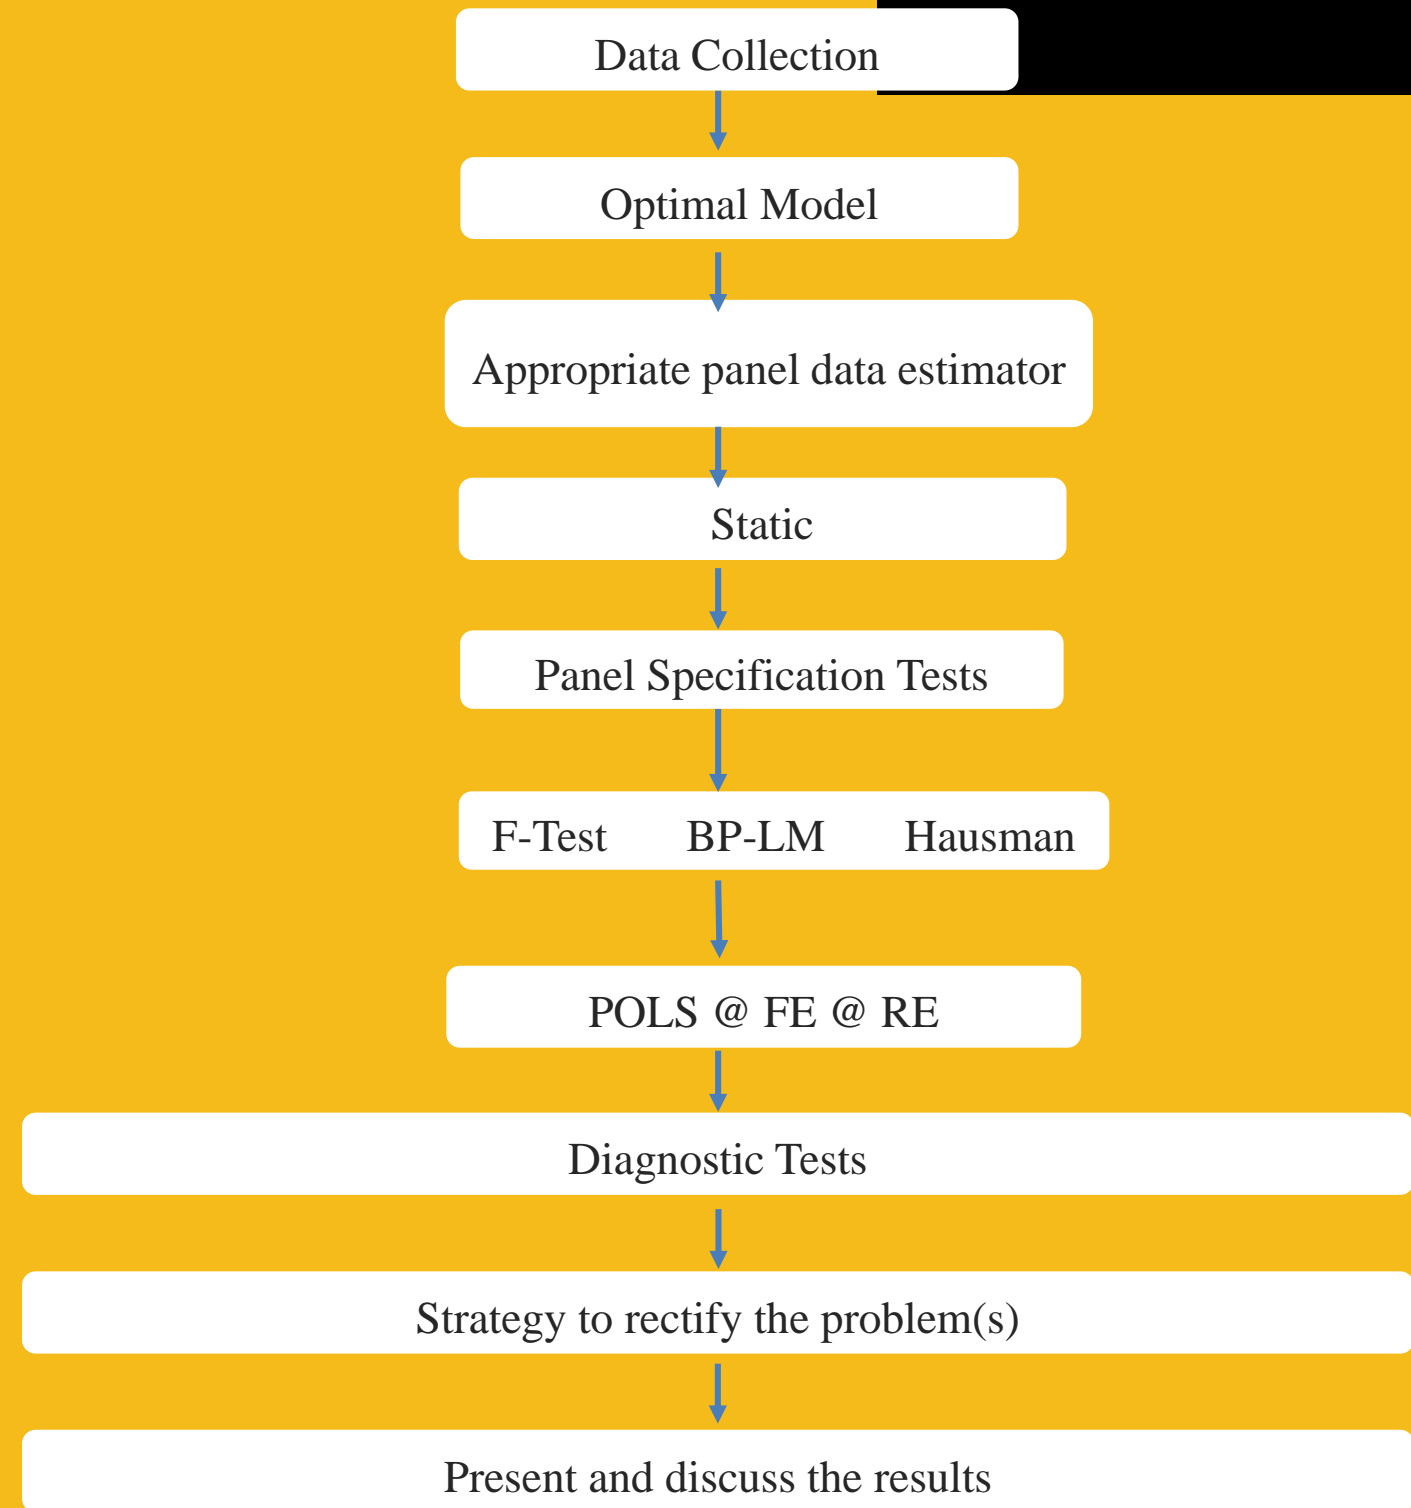 Data Collection
Optimal Model
Appropriate panel data estimator
Static
Panel Specification Tests
F-Test BP-LM Hausman
POLS @ FE @ RE
Diagnostic Tests
Strategy to rectify the problem(s)
Present and discuss the results